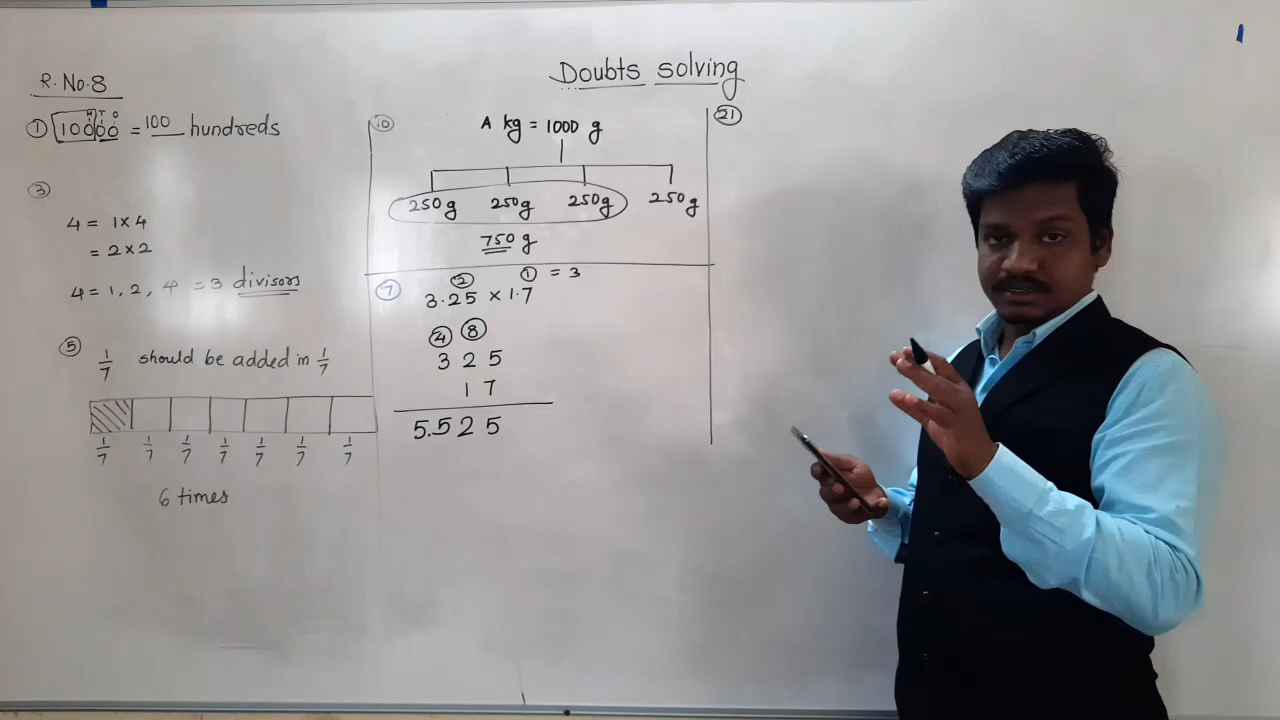 Doubts solving
R. No. 8
H T O
① 10000 = 100 hundreds
③
4 = 1 × 4
= 2 × 2
4 = 1, 2, 4 = 3 divisors
⑤ 1/7 should be added in 1/7
1/7 1/7 1/7 1/7 1/7 1/7 1/7
6 times
⑩ A kg = 1000 g
250 g 250 g 250 g 250 g
750 g
② ① = 3
⑦ 3.25 × 1.7
④ ⑧
3 2 5
1 7
5.5 2 5
㉑